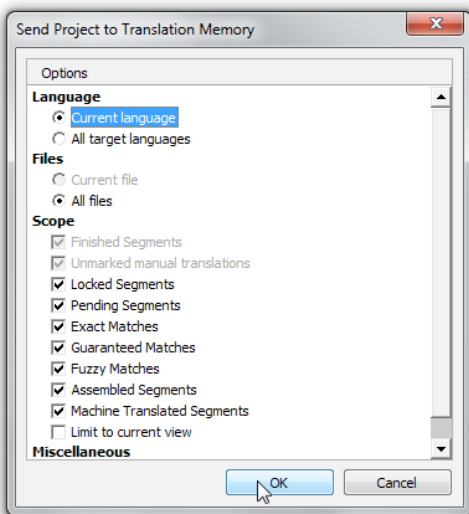 Send Project to Translation Memory
Options
Language
Current language
All target languages
Files
Current file
All files
Scope
Finished Segments
Unmarked manual translations
Locked Segments
Pending Segments
Exact Matches
Guaranteed Matches
Fuzzy Matches
Assembled Segments
Machine Translated Segments
Limit to current view
Miscellaneous
OK Cancel